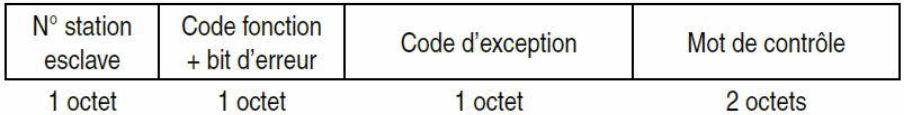 N° station
esclave
Code fonction
+ bit d'erreur
Code d'exception
Mot de contrôle
1 octet
1 octet
1 octet
2 octets